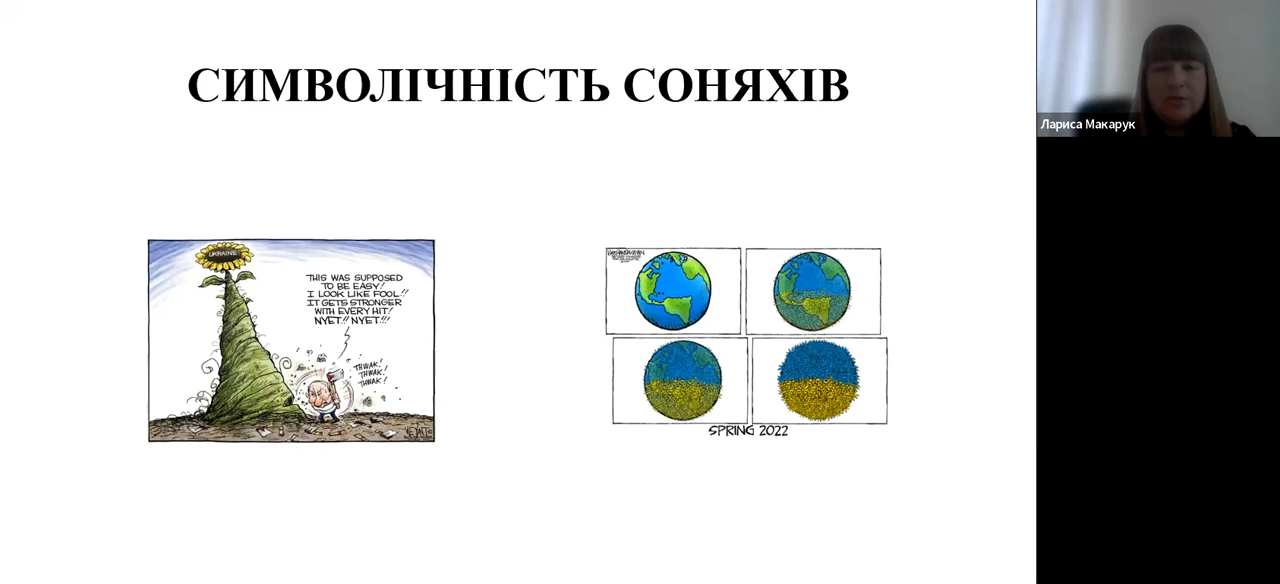 СИМВОЛІЧНІСТЬ СОНЯХІВ
Лариса Макарук
UKRAINE
THIS WAS SUPPOSED
TO BE EASY!
I LOOK LIKE FOOL!!
IT GETS STRONGER
WITH EVERY HIT!
NYET!! NYET!!!
THWAK!
THWAK!
THWAK!
SPRING 2022